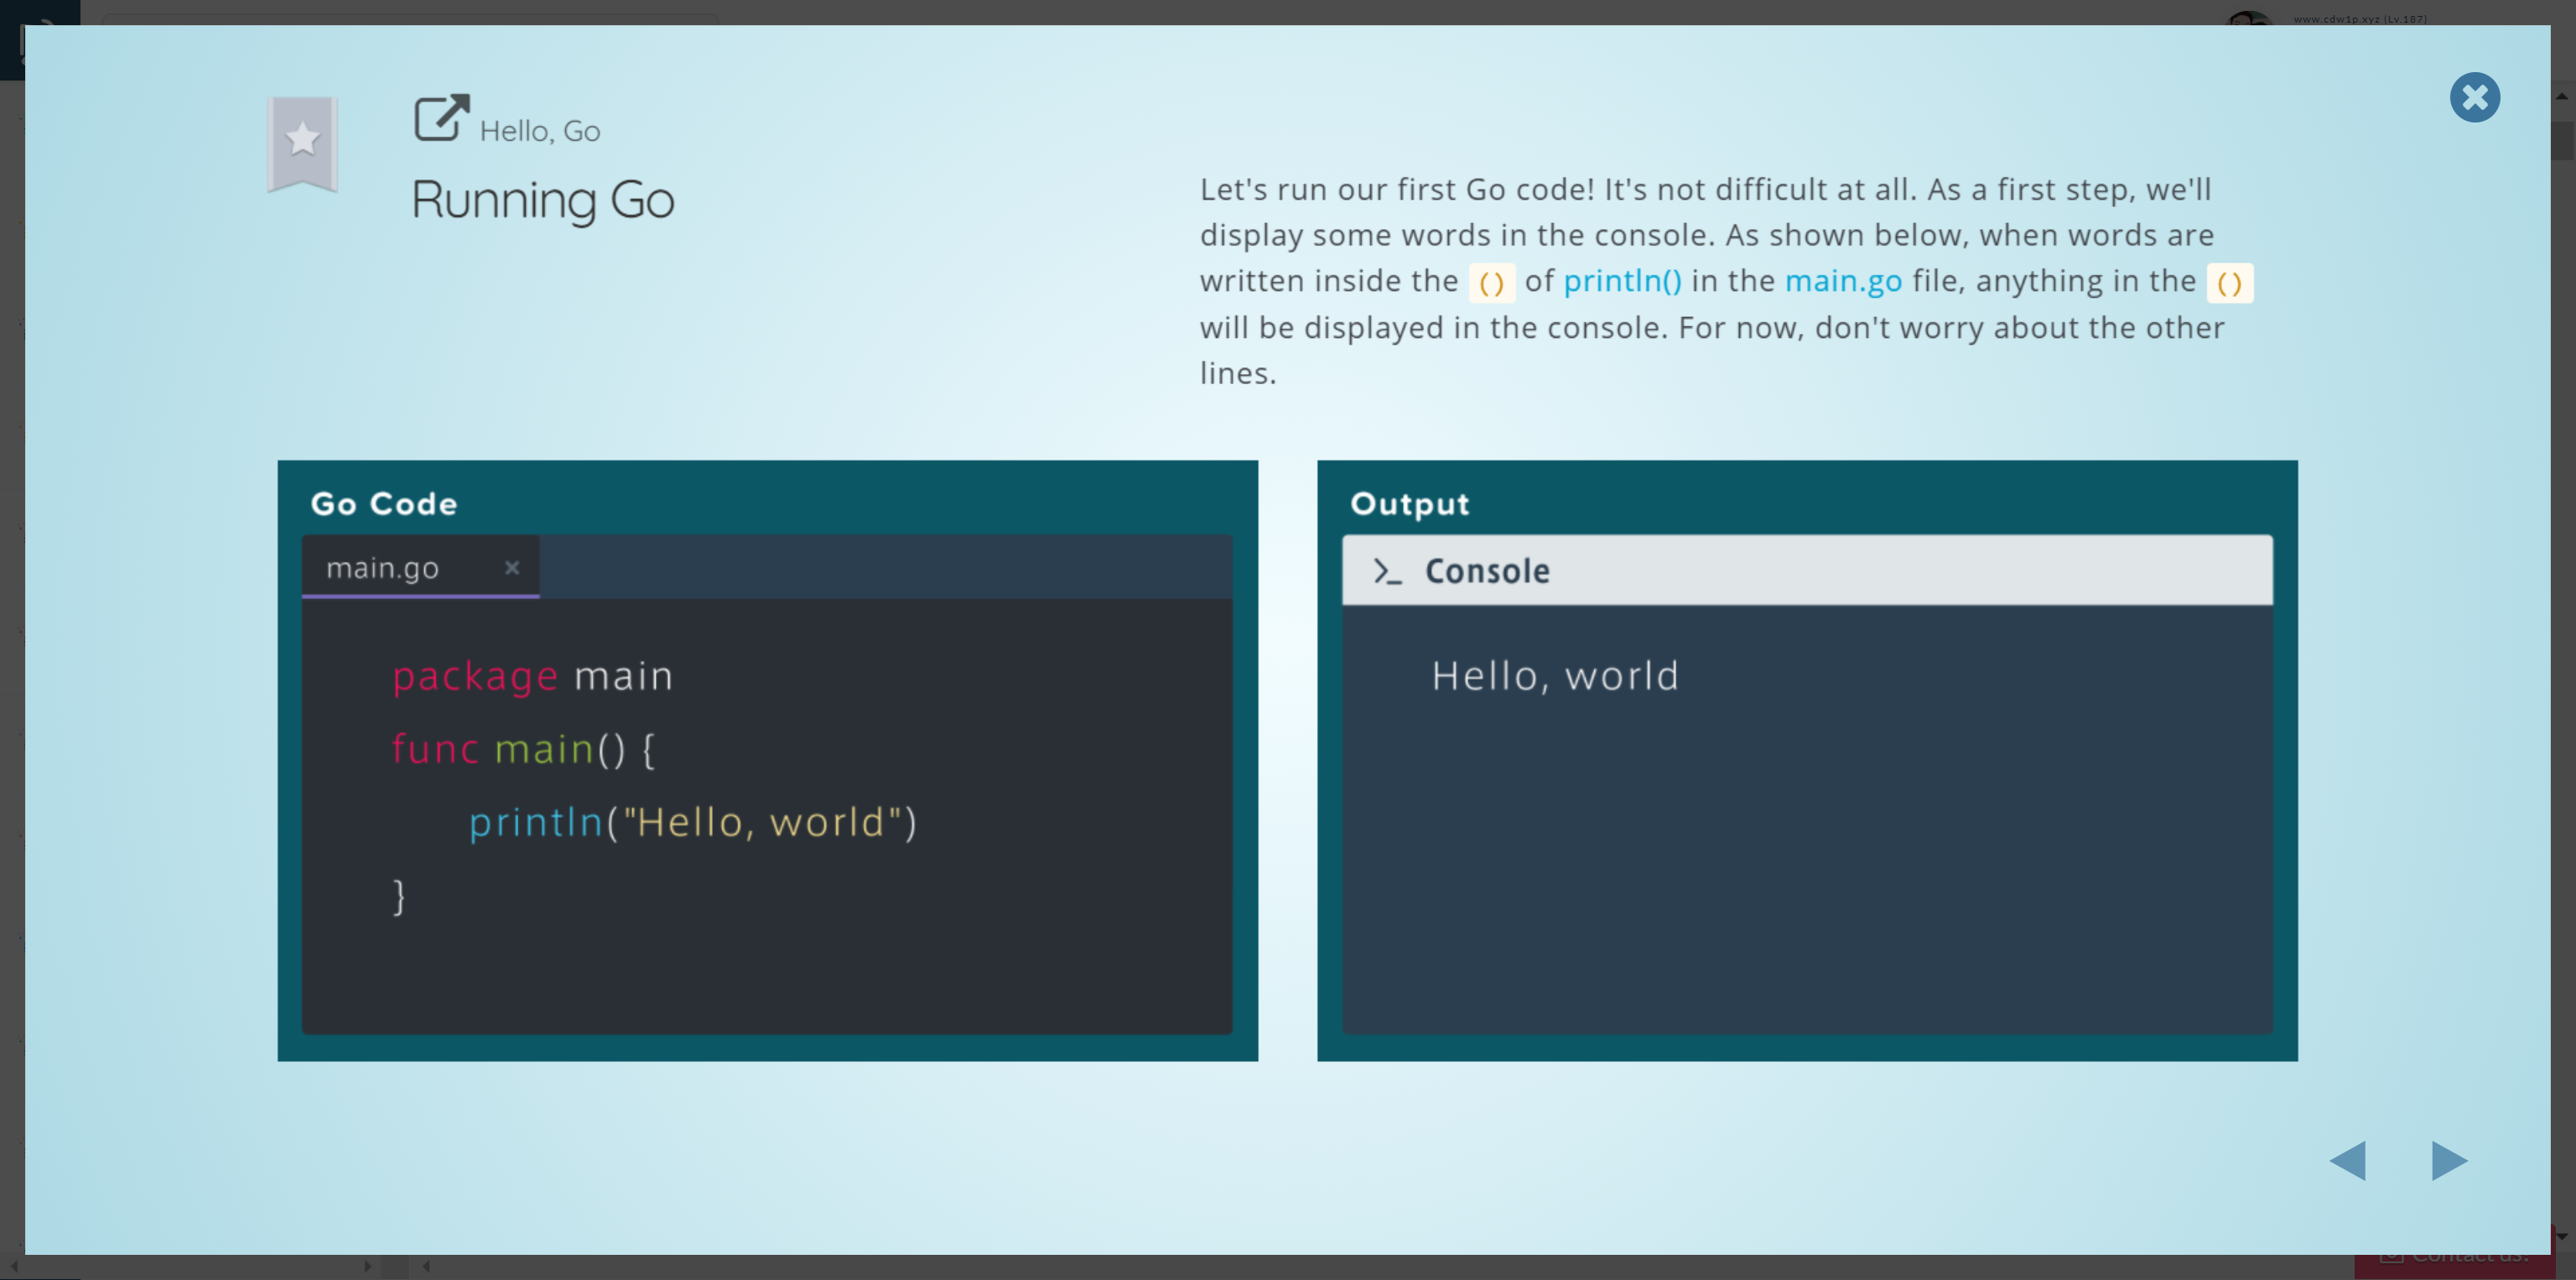 www.cdw1p.xyz (Lv.187)
Hello, Go
Running Go
Let's run our first Go code! It's not difficult at all. As a first step, we'll
display some words in the console. As shown below, when words are
written inside the () of println() in the main.go file, anything in the ()
will be displayed in the console. For now, don't worry about the other
lines.
Go Code
main.go ×
package main
func main() {
println("Hello, world")
}
Output
>_ Console
Hello, world
Contact us!